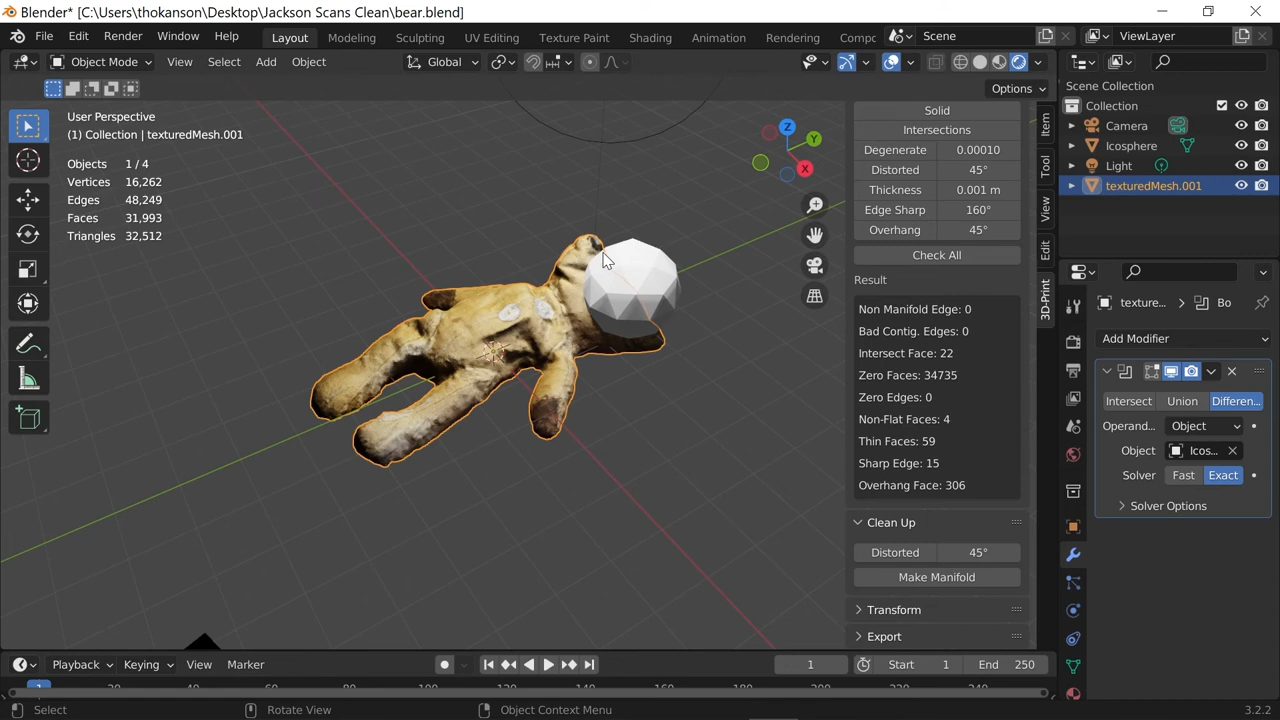 Blender* [C:\Users\thokanson\Desktop\Jackson Scans Clean\bear.blend]
File Edit Render Window Help Layout Modeling Sculpting UV Editing Texture Paint Shading Animation Rendering Compc Scene ViewLayer
Object Mode View Select Add Object Global
Options
User Perspective
(1) Collection | texturedMesh.001
Objects 1 / 4
Vertices 16,262
Edges 48,249
Faces 31,993
Triangles 32,512
Z
Y
X
Solid
Intersections
Degenerate 0.00010
Distorted 45°
Thickness 0.001 m
Edge Sharp 160°
Overhang 45°
Check All
Result
Non Manifold Edge: 0
Bad Contig. Edges: 0
Intersect Face: 22
Zero Faces: 34735
Zero Edges: 0
Non-Flat Faces: 4
Thin Faces: 59
Sharp Edge: 15
Overhang Face: 306
Clean Up
Distorted 45°
Make Manifold
Transform
Export
Item
Tool
View
Edit
3D-Print
Scene Collection
Collection
Camera
Icosphere
Light
texturedMesh.001
texture... Bo
Add Modifier
Intersect Union Differen...
Operand... Object
Object Icos...
Solver Fast Exact
Solver Options
Playback Keying View Marker 1 Start 1 End 250
1 20 120 140 160
Select Rotate View Object Context Menu 3.2.2